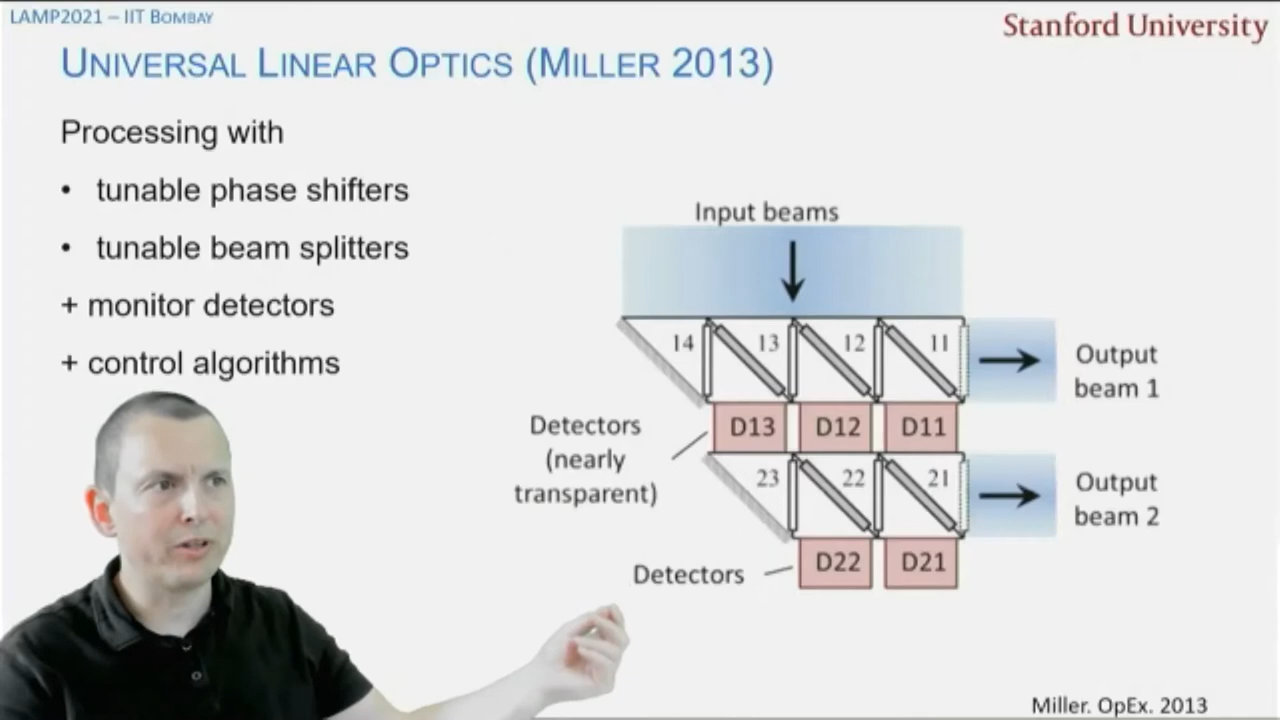 LAMP2021 – IIT BOMBAY
Stanford University
UNIVERSAL LINEAR OPTICS (MILLER 2013)
Processing with
• tunable phase shifters
• tunable beam splitters
+ monitor detectors
+ control algorithms
Input beams
14 13 12 11
Output
beam 1
Detectors
(nearly
transparent)
D13 D12 D11
23 22 21
Output
beam 2
Detectors
D22 D21
Miller. OpEx. 2013